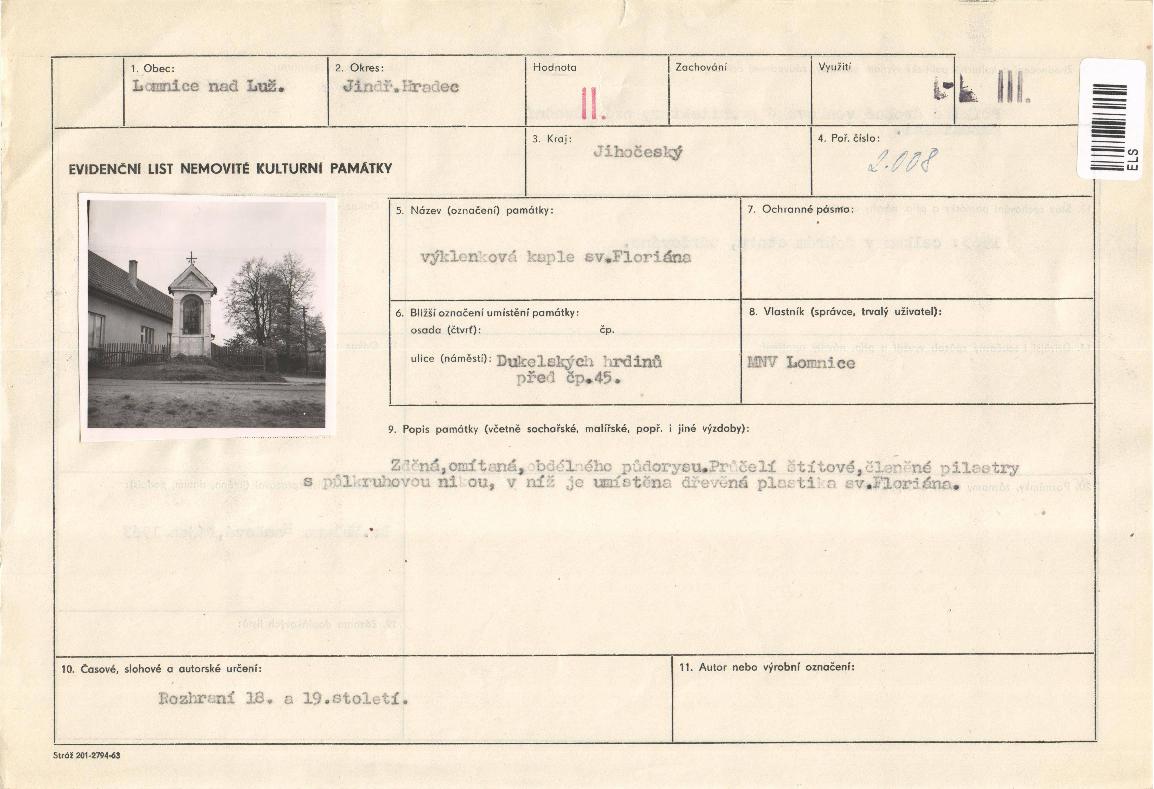 1. Obec:
Lomnice nad Luž.
2. Okres:
Jindř.Hradec
Hodnota
II.
Zachování
Využití
III.
3. Kraj:
Jihočeský
4. Poř. číslo:
2.008
ELS
EVIDENČNÍ LIST NEMOVITÉ KULTURNÍ PAMÁTKY
5. Název (označení) památky:
výklenková kaple sv.Floriána
7. Ochranné pásmo:
6. Bližší označení umístění památky:
osada (čtvrť): čp.
ulice (náměstí): Dukelských hrdinů
před čp.45.
8. Vlastník (správce, trvalý uživatel):
MNV Lomnice
9. Popis památky (včetně sochařské, malířské, popř. i jiné výzdoby):
Zděná,omítaná,obdélného půdorysu.Průčelí štítové,členěné pilastry
s půlkruhovou nikou, v níž je umístěna dřevěná plastika sv.Floriána.
10. Časové, slohové a autorské určení:
Rozhraní 18. a 19.století.
11. Autor nebo výrobní označení:
Stráž 201-2794-63